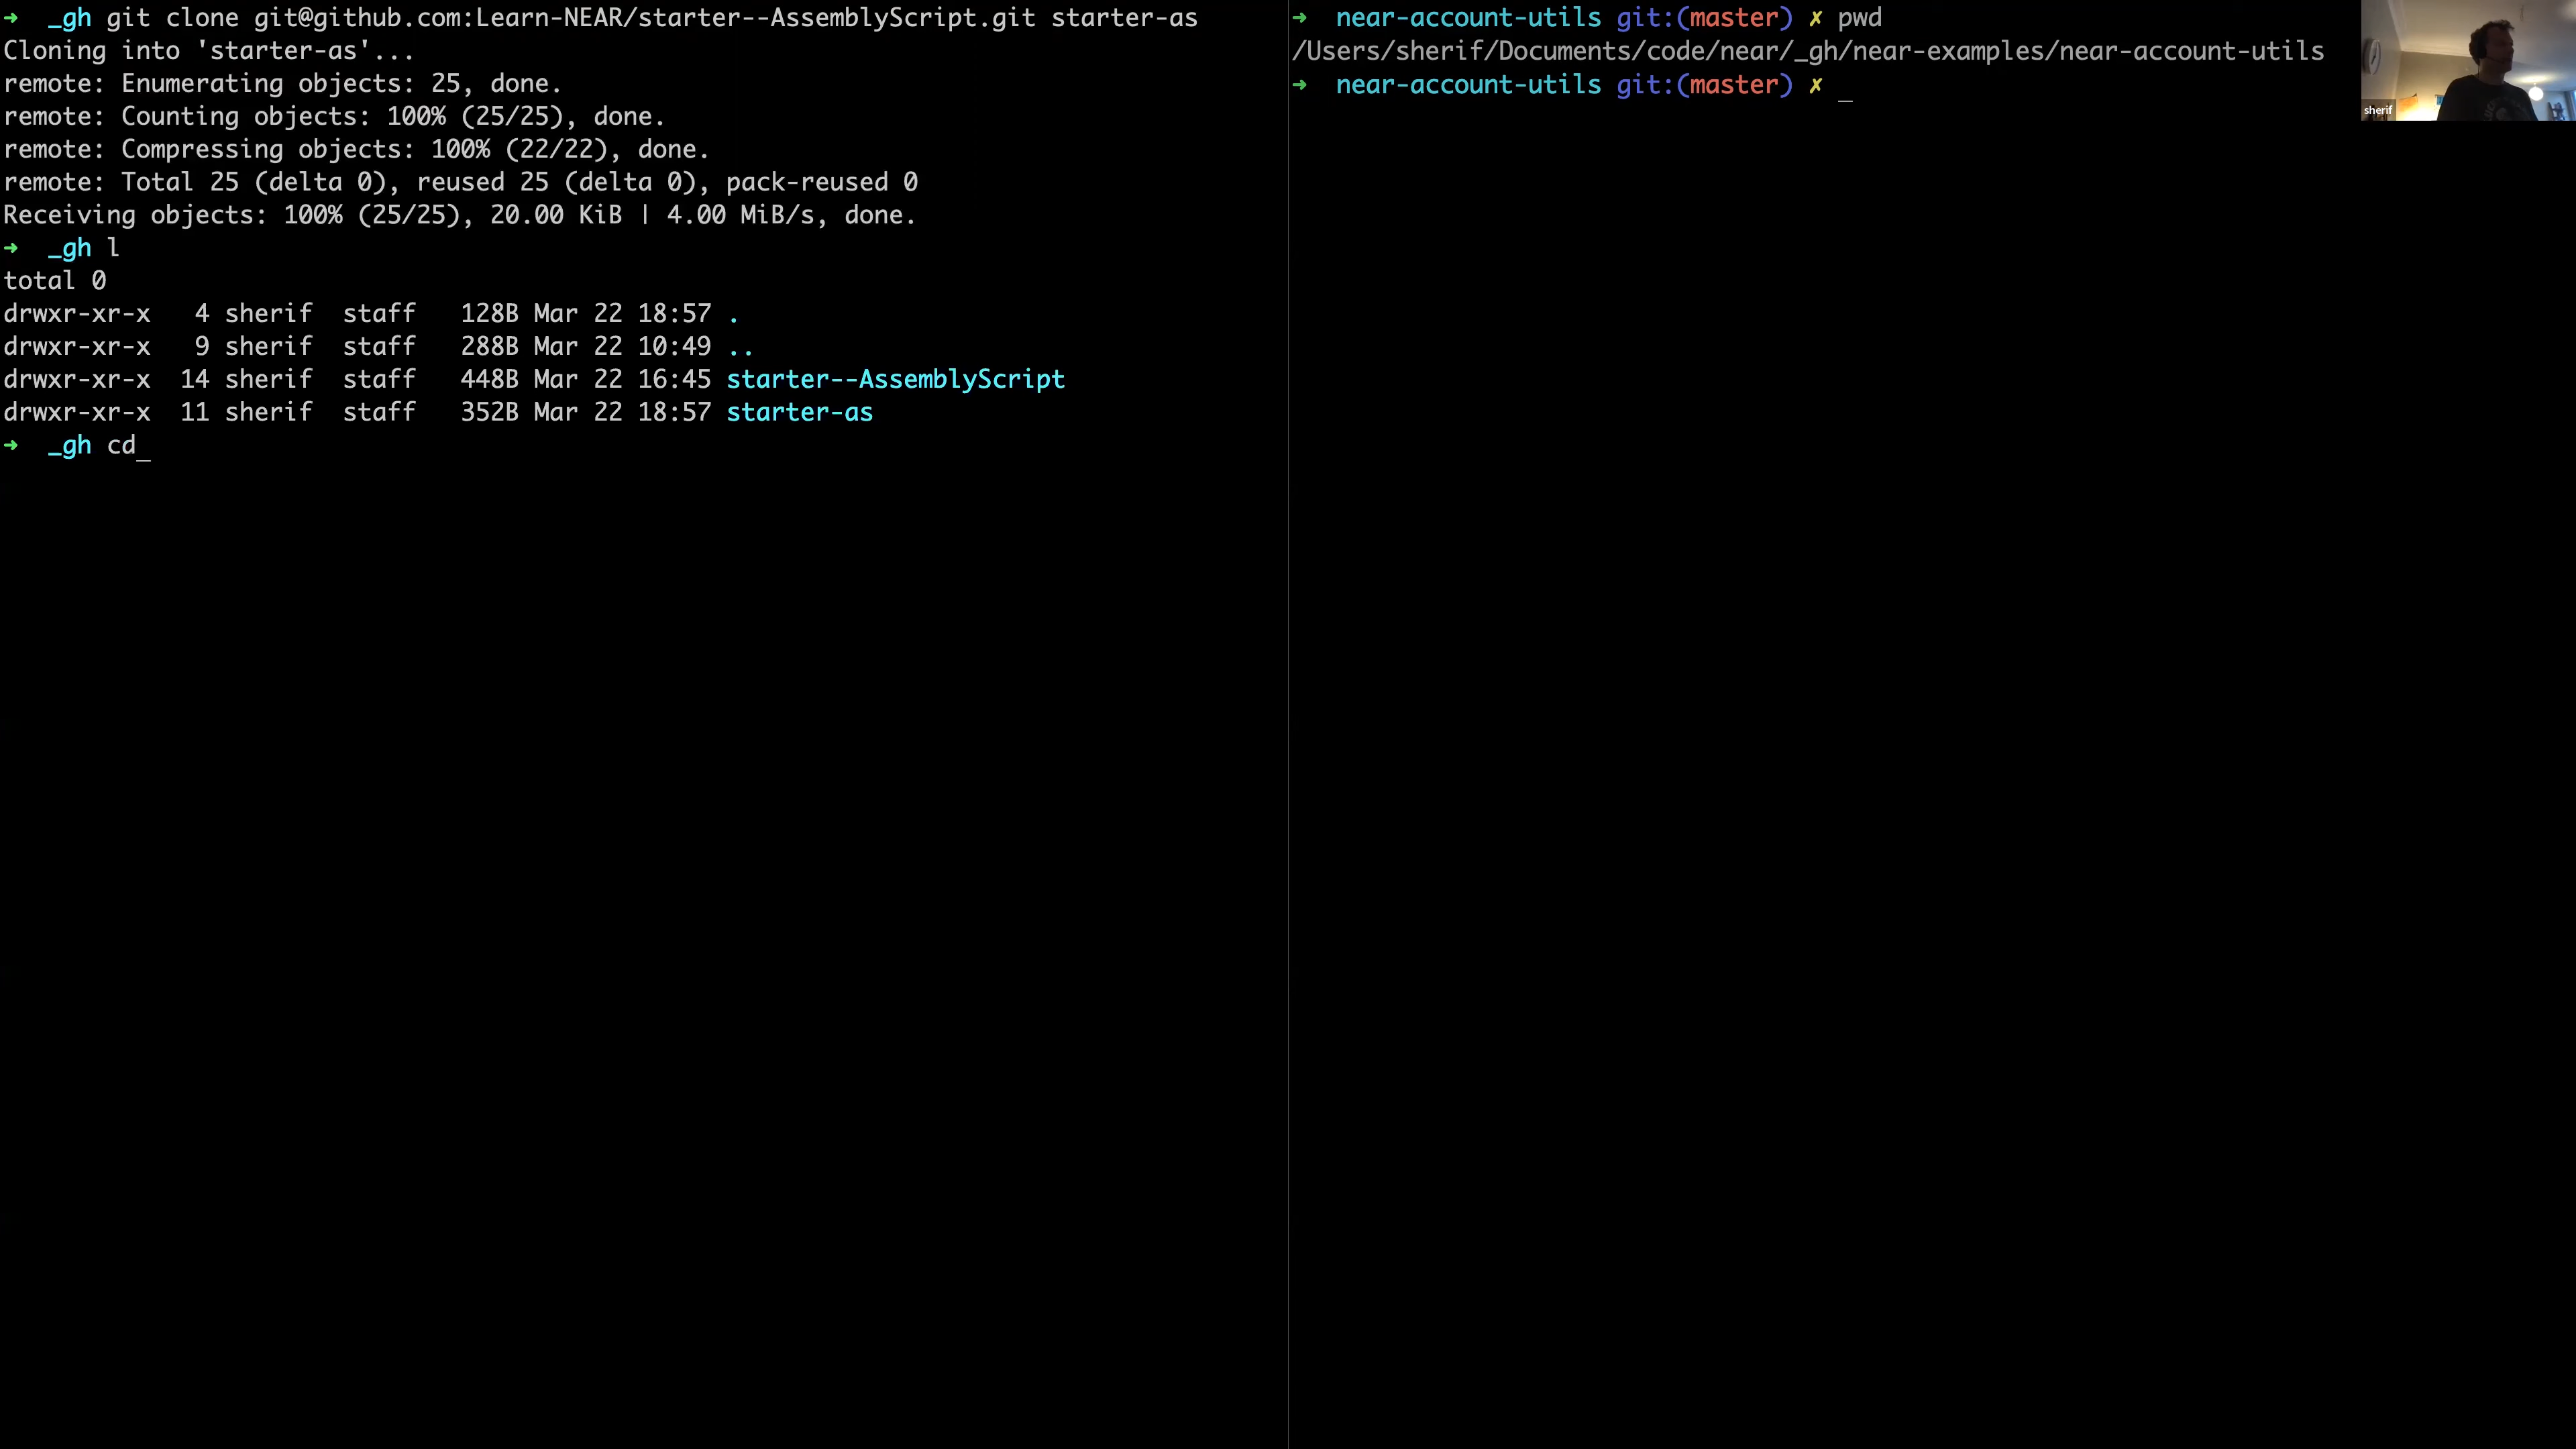 ➜  _gh git clone git@github.com:Learn-NEAR/starter--AssemblyScript.git starter-as
Cloning into 'starter-as'...
remote: Enumerating objects: 25, done.
remote: Counting objects: 100% (25/25), done.
remote: Compressing objects: 100% (22/22), done.
remote: Total 25 (delta 0), reused 25 (delta 0), pack-reused 0
Receiving objects: 100% (25/25), 20.00 KiB | 4.00 MiB/s, done.
➜  _gh l
total 0
drwxr-xr-x   4 sherif  staff   128B Mar 22 18:57 .
drwxr-xr-x   9 sherif  staff   288B Mar 22 10:49 ..
drwxr-xr-x  14 sherif  staff   448B Mar 22 16:45 starter--AssemblyScript
drwxr-xr-x  11 sherif  staff   352B Mar 22 18:57 starter-as
➜  _gh cd_
➜  near-account-utils git:(master) ✗ pwd
/Users/sherif/Documents/code/near/_gh/near-examples/near-account-utils
➜  near-account-utils git:(master) ✗ _
sherif